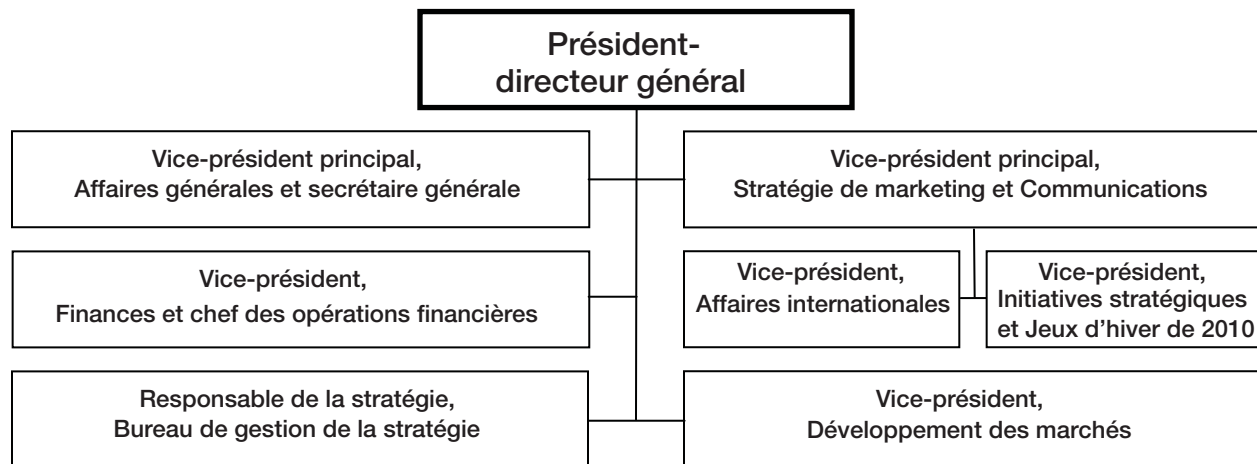 Président-
directeur général
Vice-président principal,
Affaires générales et secrétaire générale
Vice-président principal,
Stratégie de marketing et Communications
Vice-président,
Finances et chef des opérations financières
Vice-président,
Affaires internationales
Vice-président,
Initiatives stratégiques
et Jeux d’hiver de 2010
Responsable de la stratégie,
Bureau de gestion de la stratégie
Vice-président,
Développement des marchés